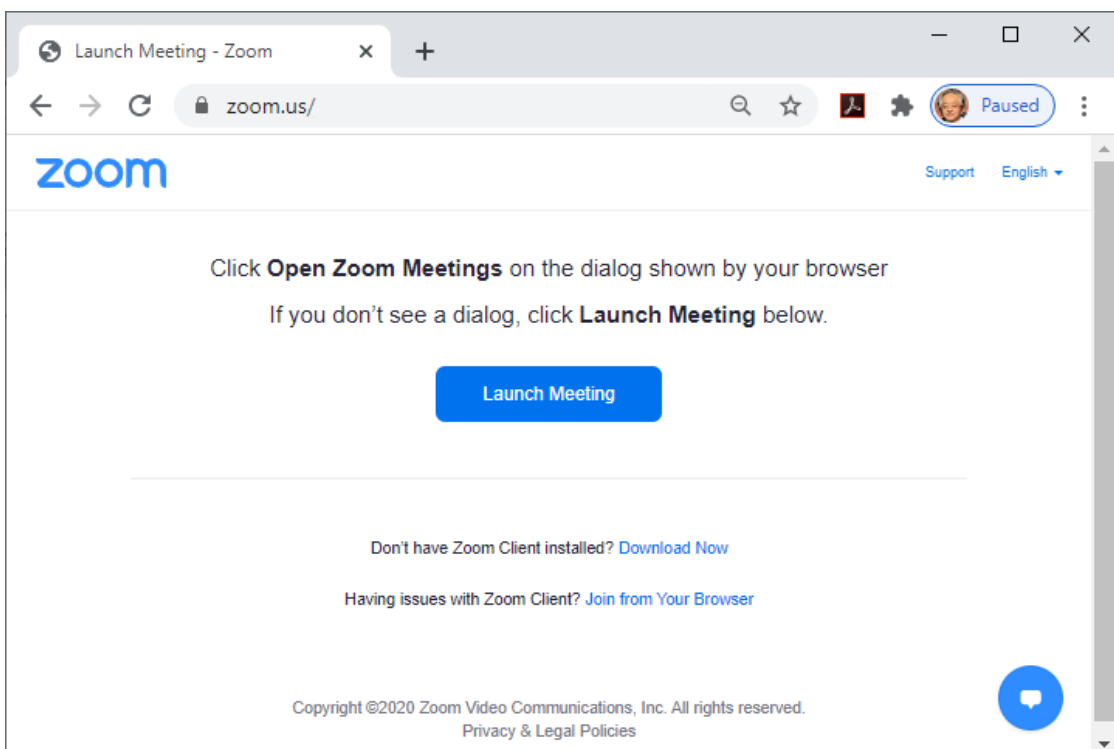 Launch Meeting - Zoom
zoom.us/
Paused
zoom
Support English
Click Open Zoom Meetings on the dialog shown by your browser
If you don’t see a dialog, click Launch Meeting below.
Launch Meeting
Don’t have Zoom Client installed? Download Now
Having issues with Zoom Client? Join from Your Browser
Copyright ©2020 Zoom Video Communications, Inc. All rights reserved.
Privacy & Legal Policies